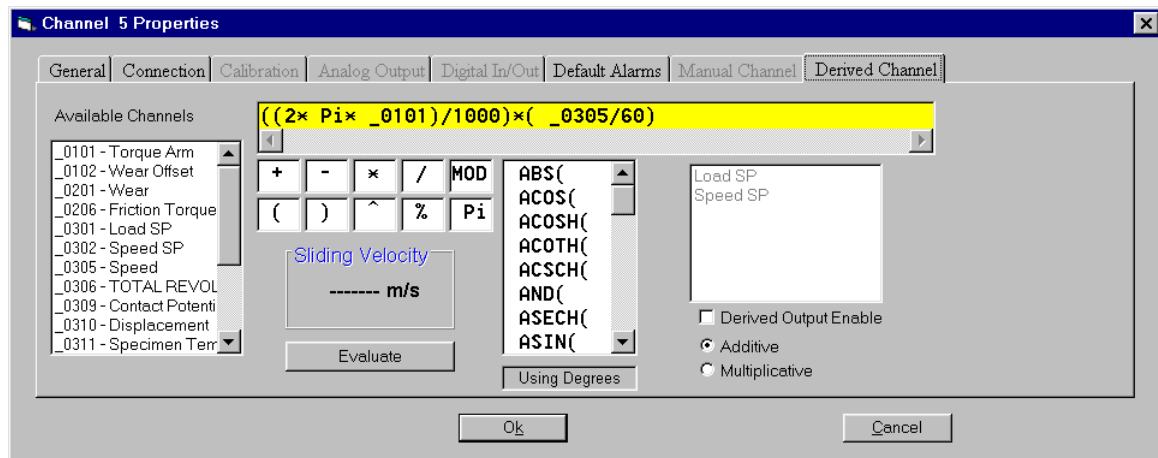 Channel 5 Properties
General Connection Calibration Analog Output Digital In/Out Default Alarms Manual Channel Derived Channel
Available Channels
((2* Pi* _0101)/1000)*( _0305/60)
_0101 - Torque Arm
_0102 - Wear Offset
_0201 - Wear
_0206 - Friction Torque
_0301 - Load SP
_0302 - Speed SP
_0305 - Speed
_0306 - TOTAL REVOL
_0309 - Contact Potenti
_0310 - Displacement
_0311 - Specimen Tem
+ - * / MOD
( ) ^ % Pi
Sliding Velocity
------- m/s
Evaluate
ABS(
ACOS(
ACOSH(
ACOTH(
ACSCH(
AND(
ASECH(
ASIN(
Using Degrees
Load SP
Speed SP
Derived Output Enable
Additive
Multiplicative
Ok
Cancel